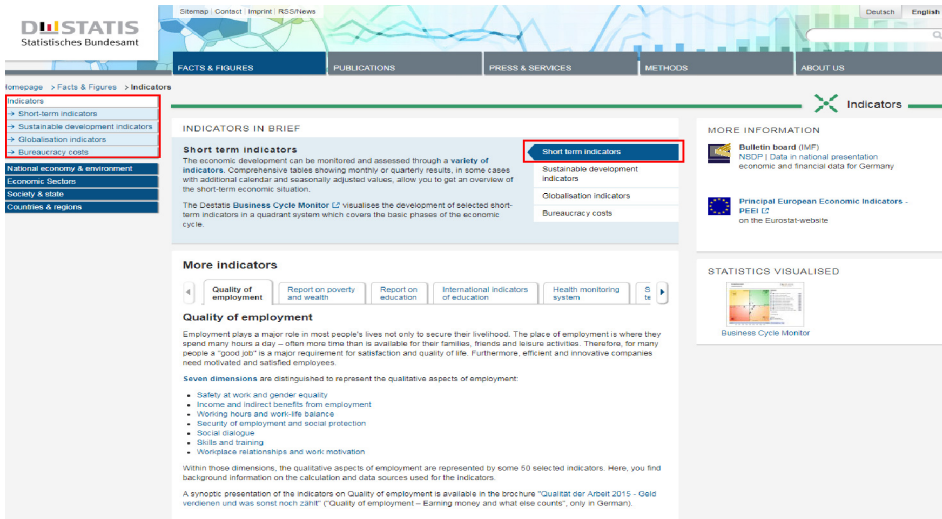 DESTATIS
Statistisches Bundesamt
Sitemap | Contact | Imprint | RSS/News
Deutsch English
FACTS & FIGURES
PUBLICATIONS
PRESS & SERVICES
METHODS
ABOUT US
Homepage > Facts & Figures > Indicators
Indicators
→ Short-term indicators
→ Sustainable development indicators
→ Globalisation indicators
→ Bureaucracy costs
National economy & environment
Economic Sectors
Society & state
Countries & regions
Indicators
INDICATORS IN BRIEF
Short term indicators
The economic development can be monitored and assessed through a variety of
indicators. Comprehensive tables showing monthly or quarterly results, in some cases
with additional calendar and seasonally adjusted values, allow you to get an overview of
the short-term economic situation.
The Destatis Business Cycle Monitor visualises the development of selected short-
term indicators in a quadrant system which covers the basic phases of the economic
cycle.
Short term indicators
Sustainable development
indicators
Globalisation indicators
Bureaucracy costs
MORE INFORMATION
Bulletin board (IMF)
NSDP | Data in national presentation
economic and financial data for Germany
Principal European Economic Indicators -
PEEI
on the Eurostat-website
STATISTICS VISUALISED
Business Cycle Monitor
More indicators
Quality of
employment
Report on poverty
and wealth
Report on
education
International indicators
of education
Health monitoring
system
S
te
Quality of employment
Employment plays a major role in most people's lives not only to secure their livelihood. The place of employment is where they
spend many hours a day – often more time than is available for their families, friends and leisure activities. Therefore, for many
people a "good job" is a major requirement for satisfaction and quality of life. Furthermore, efficient and innovative companies
need motivated and satisfied employees.
Seven dimensions are distinguished to represent the qualitative aspects of employment:
• Safety at work and gender equality
• Income and indirect benefits from employment
• Working hours and work-life balance
• Security of employment and social protection
• Social dialogue
• Skills and training
• Workplace relationships and work motivation
Within those dimensions, the qualitative aspects of employment are represented by some 50 selected indicators. Here, you find
background information on the calculation and data sources used for the indicators.
A synoptic presentation of the indicators on Quality of employment is available in the brochure "Qualität der Arbeit 2015 - Geld
verdienen und was sonst noch zählt" ("Quality of employment – Earning money and what else counts", only in German).